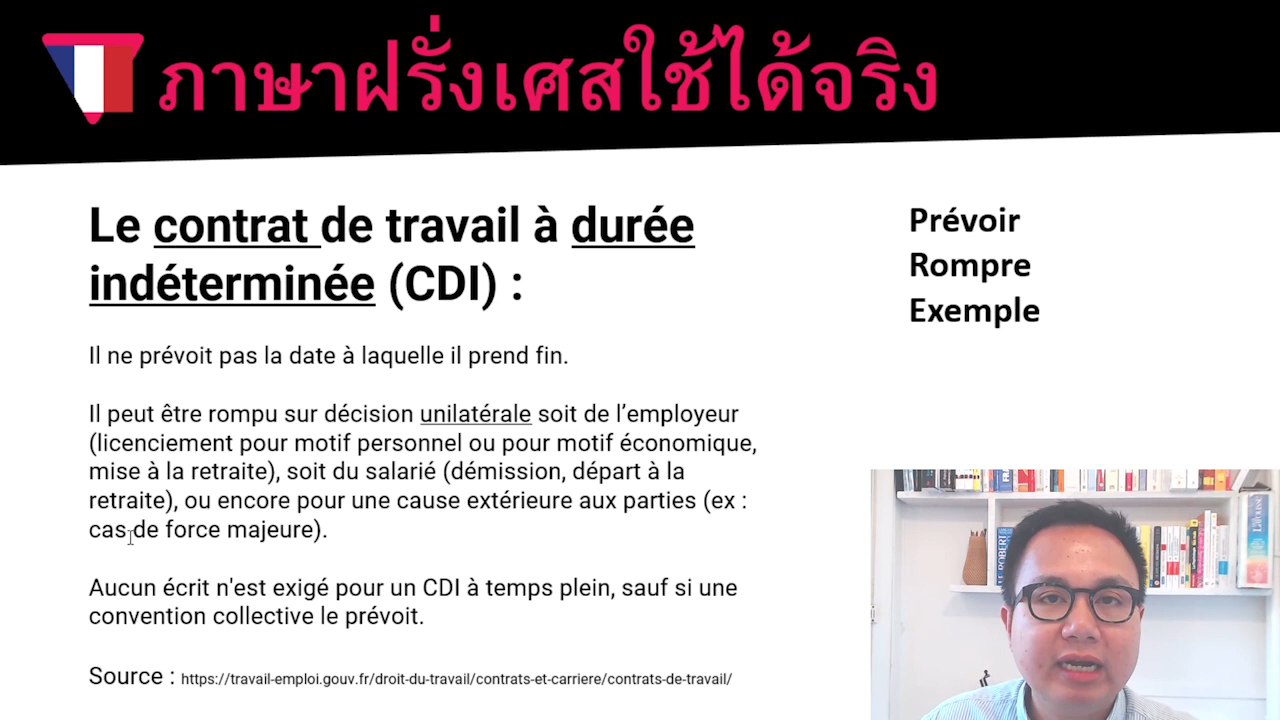 ภาษาฝรั่งเศสใช้ได้จริง
Le contrat de travail à durée
indéterminée (CDI) :
Il ne prévoit pas la date à laquelle il prend fin.
Il peut être rompu sur décision unilatérale soit de l’employeur
(licenciement pour motif personnel ou pour motif économique,
mise à la retraite), soit du salarié (démission, départ à la
retraite), ou encore pour une cause extérieure aux parties (ex :
cas de force majeure).
Aucun écrit n'est exigé pour un CDI à temps plein, sauf si une
convention collective le prévoit.
Source : https://travail-emploi.gouv.fr/droit-du-travail/contrats-et-carriere/contrats-de-travail/
Prévoir
Rompre
Exemple